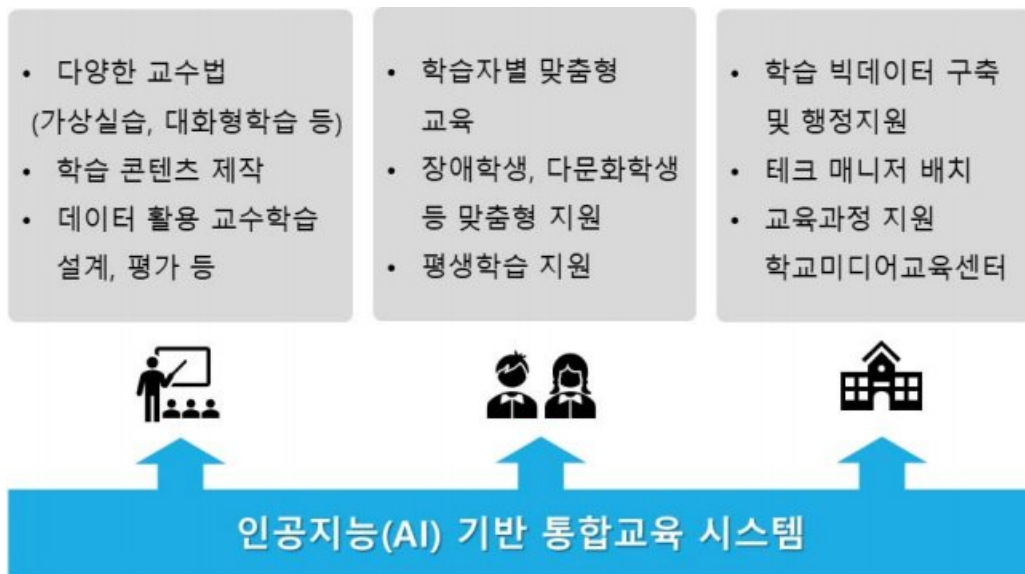 • 다양한 교수법
(가상실습, 대화형학습 등)
• 학습 콘텐츠 제작
• 데이터 활용 교수학습
설계, 평가 등
• 학습자별 맞춤형
교육
• 장애학생, 다문화학생
등 맞춤형 지원
• 평생학습 지원
• 학습 빅데이터 구축
및 행정지원
• 테크 매니저 배치
• 교육과정 지원
학교미디어교육센터
인공지능(AI) 기반 통합교육 시스템